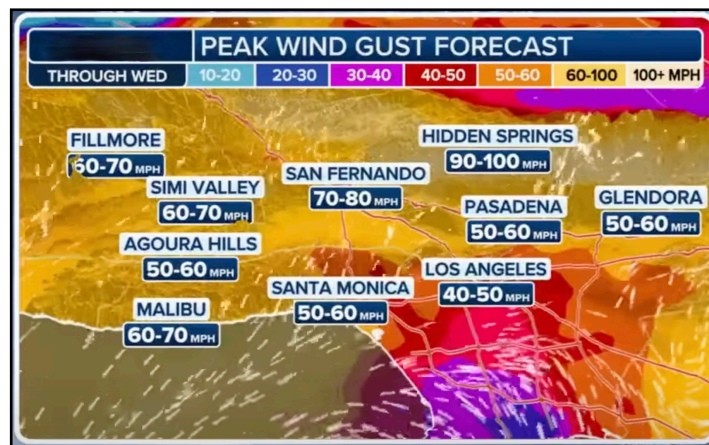 PEAK WIND GUST FORECAST
THROUGH WED 10-20 20-30 30-40 40-50 50-60 60-100 100+ MPH
FILLMORE
60-70 MPH
HIDDEN SPRINGS
90-100 MPH
SIMI VALLEY
60-70 MPH
SAN FERNANDO
70-80 MPH
PASADENA
50-60 MPH
GLENDORA
50-60 MPH
AGOURA HILLS
50-60 MPH
SANTA MONICA
50-60 MPH
LOS ANGELES
40-50 MPH
MALIBU
60-70 MPH